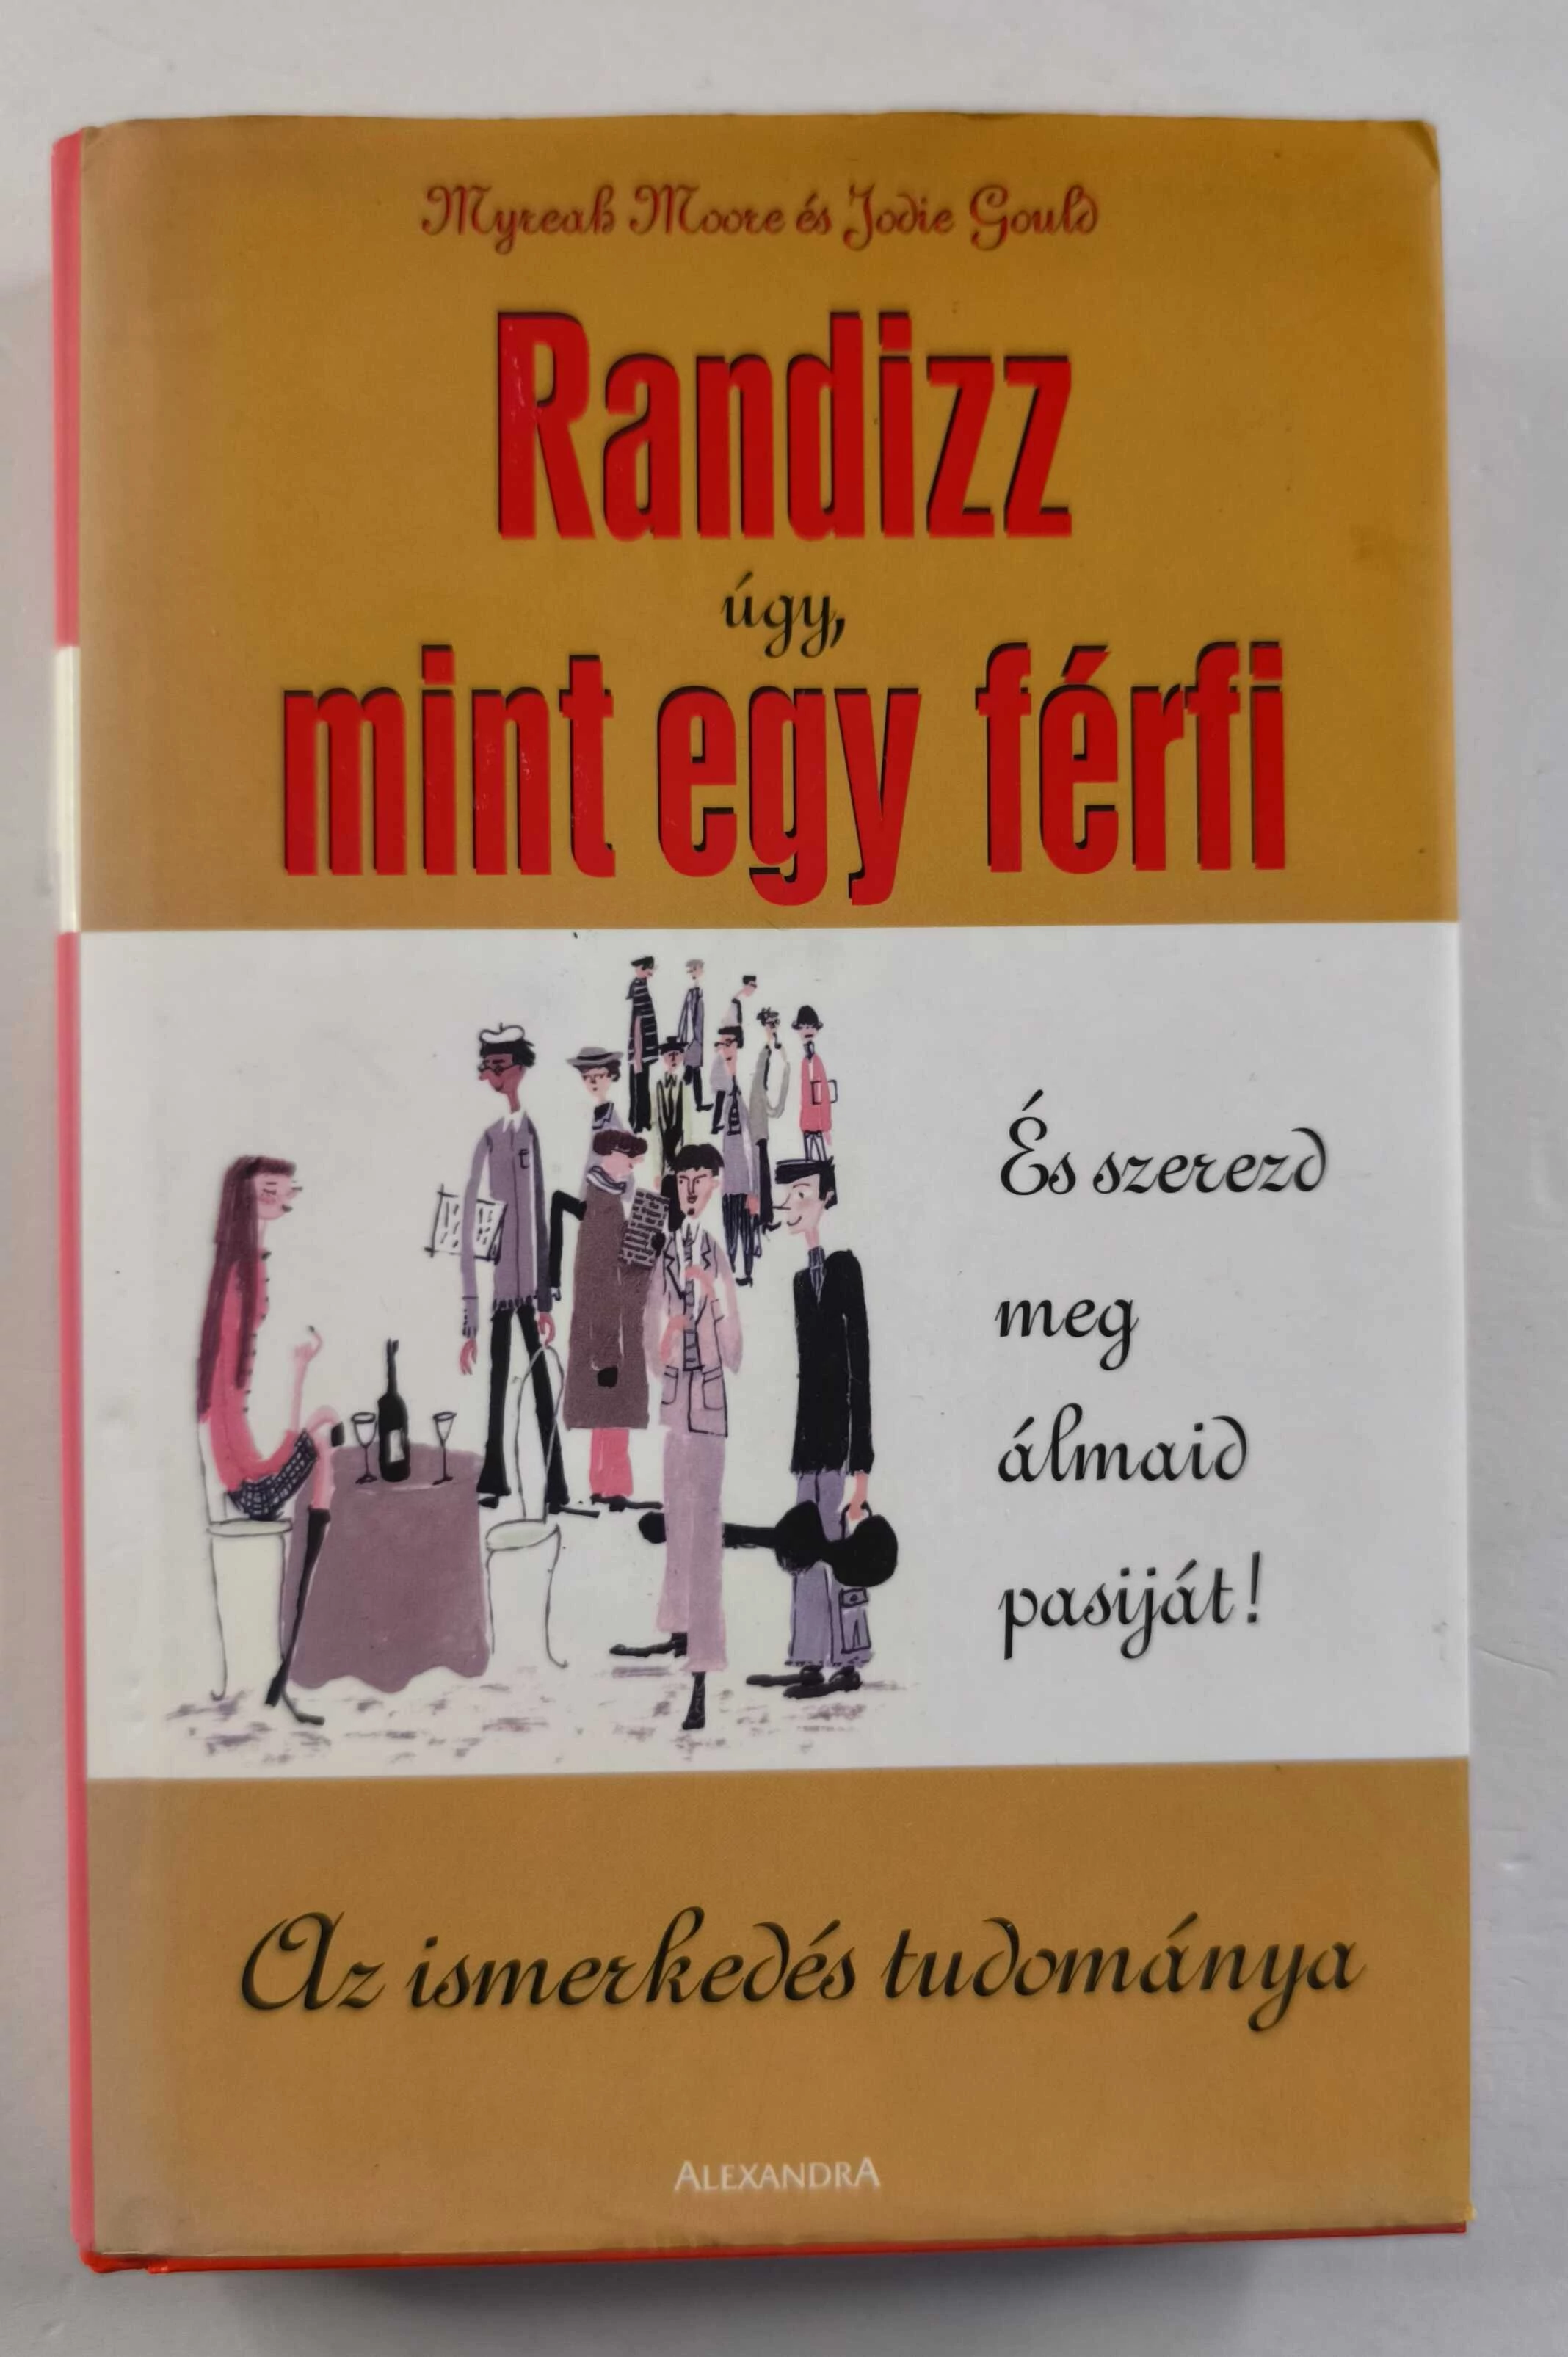 Myreah Moore és Jodie Gould
Randizz
úgy,
mint egy férfi
És szerezd
meg
álmaid
pasiját!
Az ismerkedés tudománya
ALEXANDRA